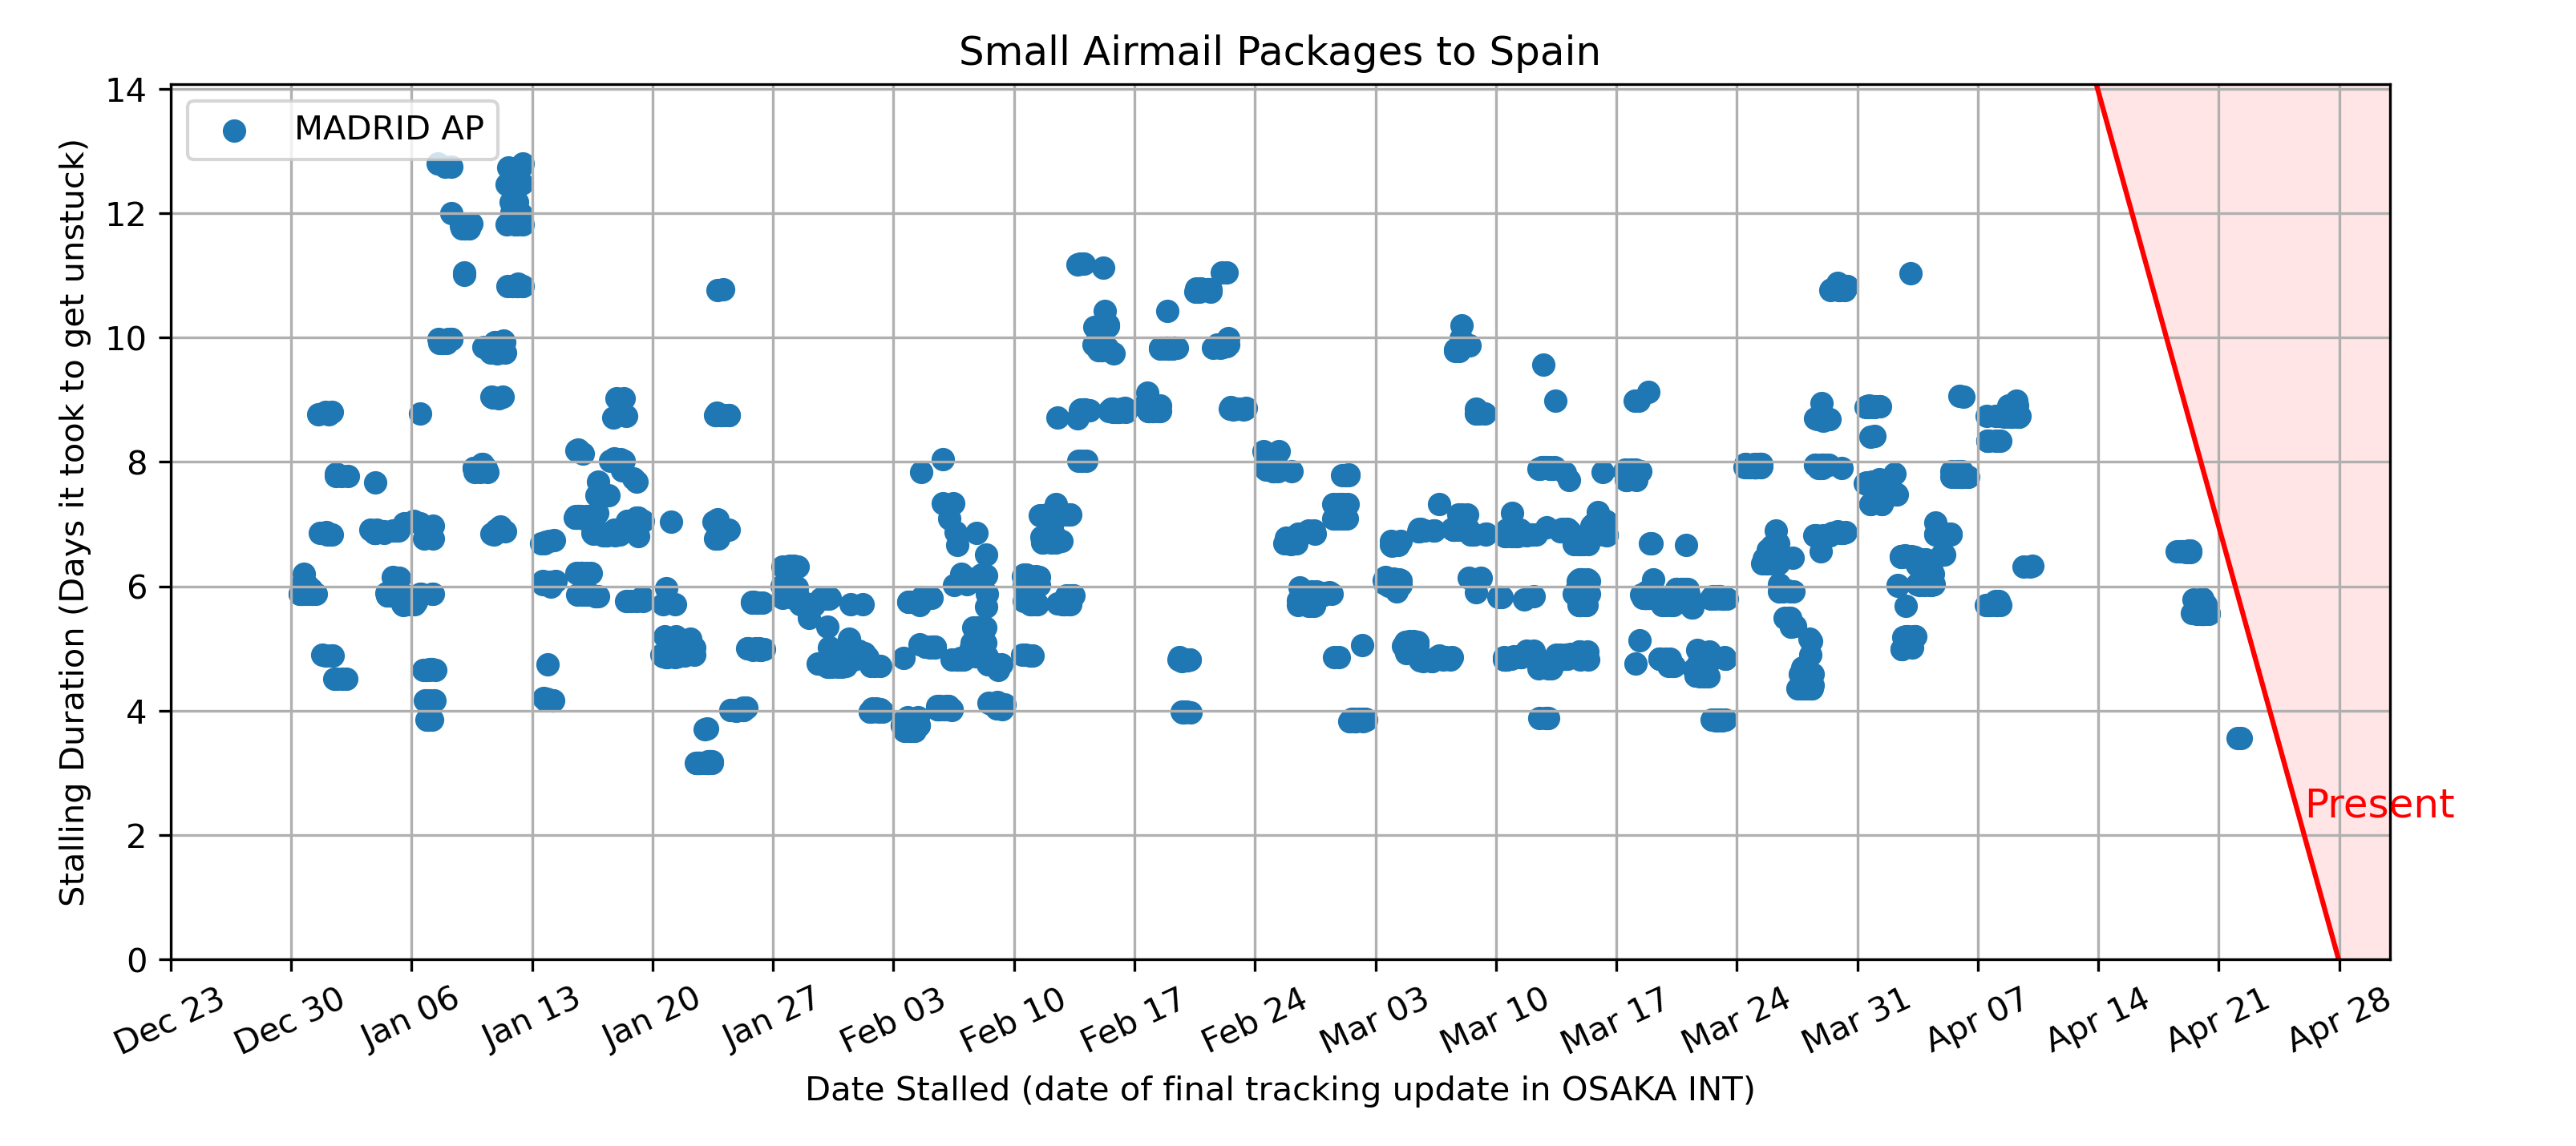 Small Airmail Packages to Spain
MADRID AP
Stalling Duration (Days it took to get unstuck)
14
12
10
8
6
4
2
0
Present
Dec 23
Dec 30
Jan 06
Jan 13
Jan 20
Jan 27
Feb 03
Feb 10
Feb 17
Feb 24
Mar 03
Mar 10
Mar 17
Mar 24
Mar 31
Apr 07
Apr 14
Apr 21
Apr 28
Date Stalled (date of final tracking update in OSAKA INT)